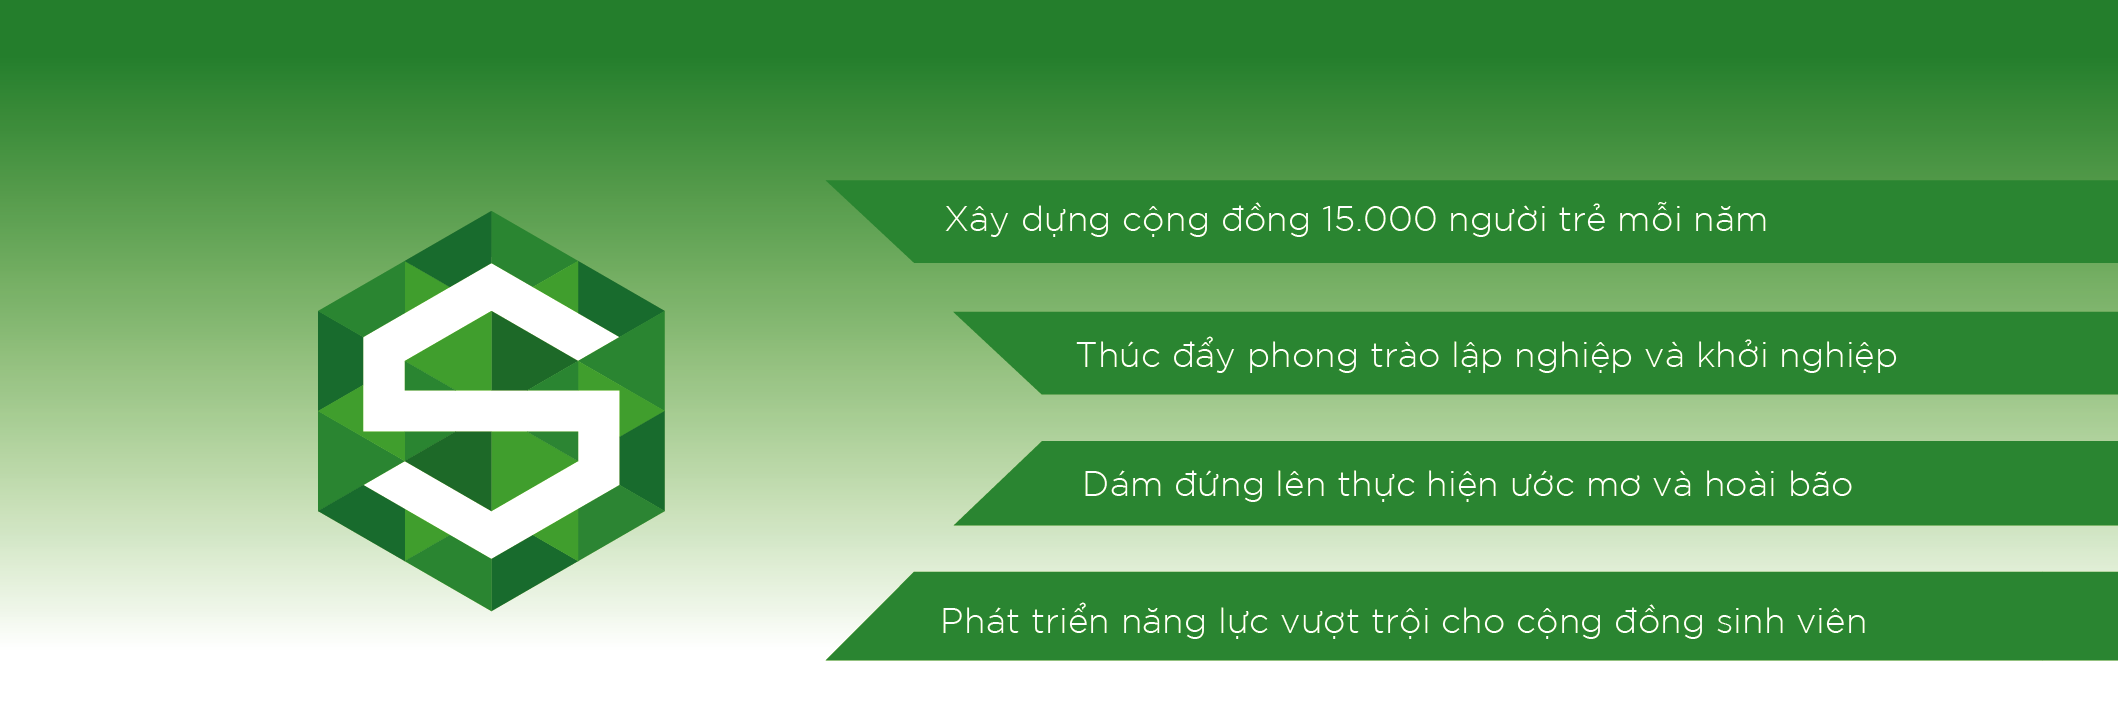 S
Xây dựng cộng đồng 15.000 người trẻ mỗi năm
Thúc đẩy phong trào lập nghiệp và khởi nghiệp
Dám đứng lên thực hiện ước mơ và hoài bão
Phát triển năng lực vượt trội cho cộng đồng sinh viên